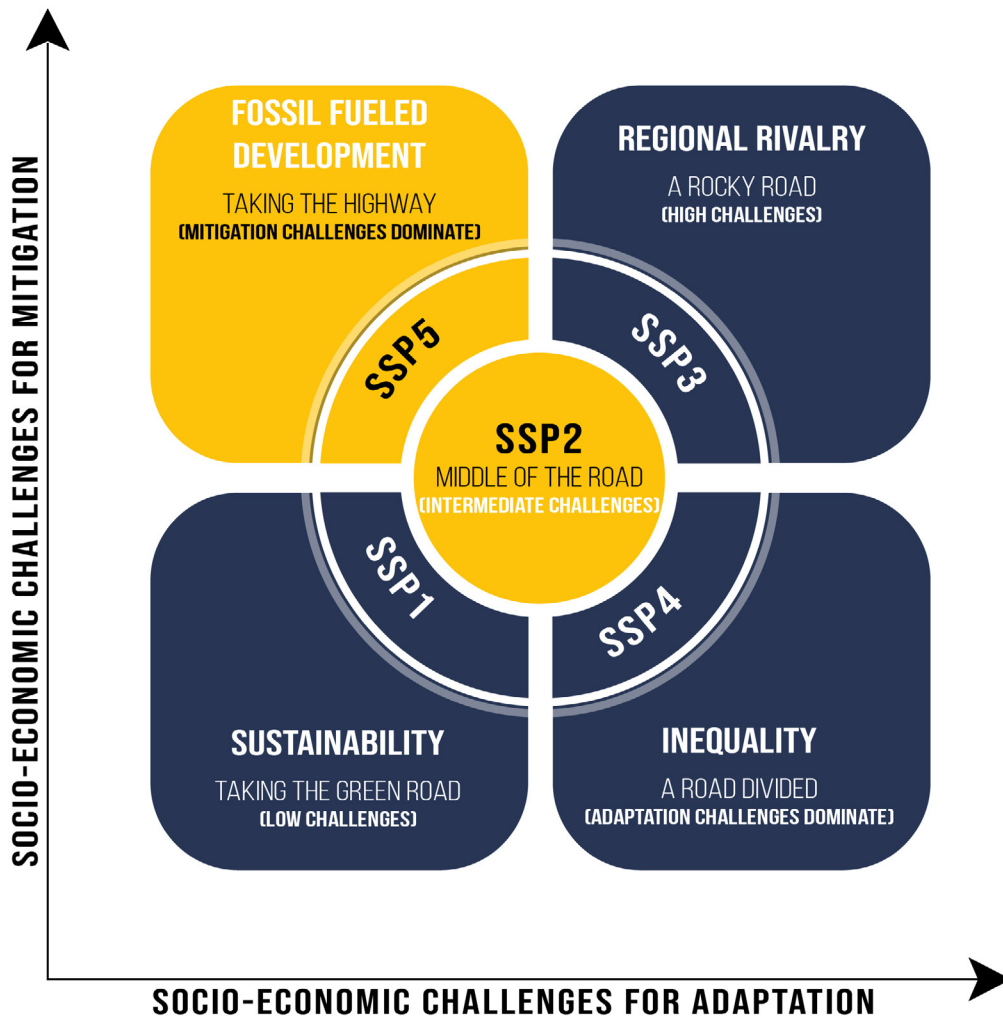 SOCIO-ECONOMIC CHALLENGES FOR MITIGATION
FOSSIL FUELED
DEVELOPMENT
TAKING THE HIGHWAY
(MITIGATION CHALLENGES DOMINATE)
SSP5
REGIONAL RIVALRY
A ROCKY ROAD
(HIGH CHALLENGES)
SSP3
SSP2
MIDDLE OF THE ROAD
(INTERMEDIATE CHALLENGES)
SSP1
SUSTAINABILITY
TAKING THE GREEN ROAD
(LOW CHALLENGES)
SSP4
INEQUALITY
A ROAD DIVIDED
(ADAPTATION CHALLENGES DOMINATE)
SOCIO-ECONOMIC CHALLENGES FOR ADAPTATION